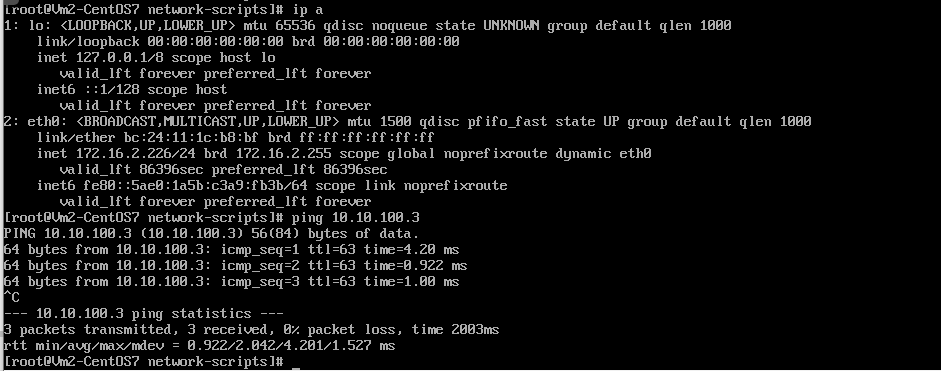 [root@Vm2-CentOS7 network-scripts]# ip a
1: lo: <LOOPBACK,UP,LOWER_UP> mtu 65536 qdisc noqueue state UNKNOWN group default qlen 1000
    link/loopback 00:00:00:00:00:00 brd 00:00:00:00:00:00
    inet 127.0.0.1/8 scope host lo
       valid_lft forever preferred_lft forever
    inet6 ::1/128 scope host
       valid_lft forever preferred_lft forever
2: eth0: <BROADCAST,MULTICAST,UP,LOWER_UP> mtu 1500 qdisc pfifo_fast state UP group default qlen 1000
    link/ether bc:24:11:1c:b8:bf brd ff:ff:ff:ff:ff:ff
    inet 172.16.2.226/24 brd 172.16.2.255 scope global noprefixroute dynamic eth0
       valid_lft 86396sec preferred_lft 86396sec
    inet6 fe80::5ae0:1a5b:c3a9:fb3b/64 scope link noprefixroute
       valid_lft forever preferred_lft forever
[root@Vm2-CentOS7 network-scripts]# ping 10.10.100.3
PING 10.10.100.3 (10.10.100.3) 56(84) bytes of data.
64 bytes from 10.10.100.3: icmp_seq=1 ttl=63 time=4.20 ms
64 bytes from 10.10.100.3: icmp_seq=2 ttl=63 time=0.922 ms
64 bytes from 10.10.100.3: icmp_seq=3 ttl=63 time=1.00 ms
^C
--- 10.10.100.3 ping statistics ---
3 packets transmitted, 3 received, 0% packet loss, time 2003ms
rtt min/avg/max/mdev = 0.922/2.042/4.201/1.527 ms
[root@Vm2-CentOS7 network-scripts]# _